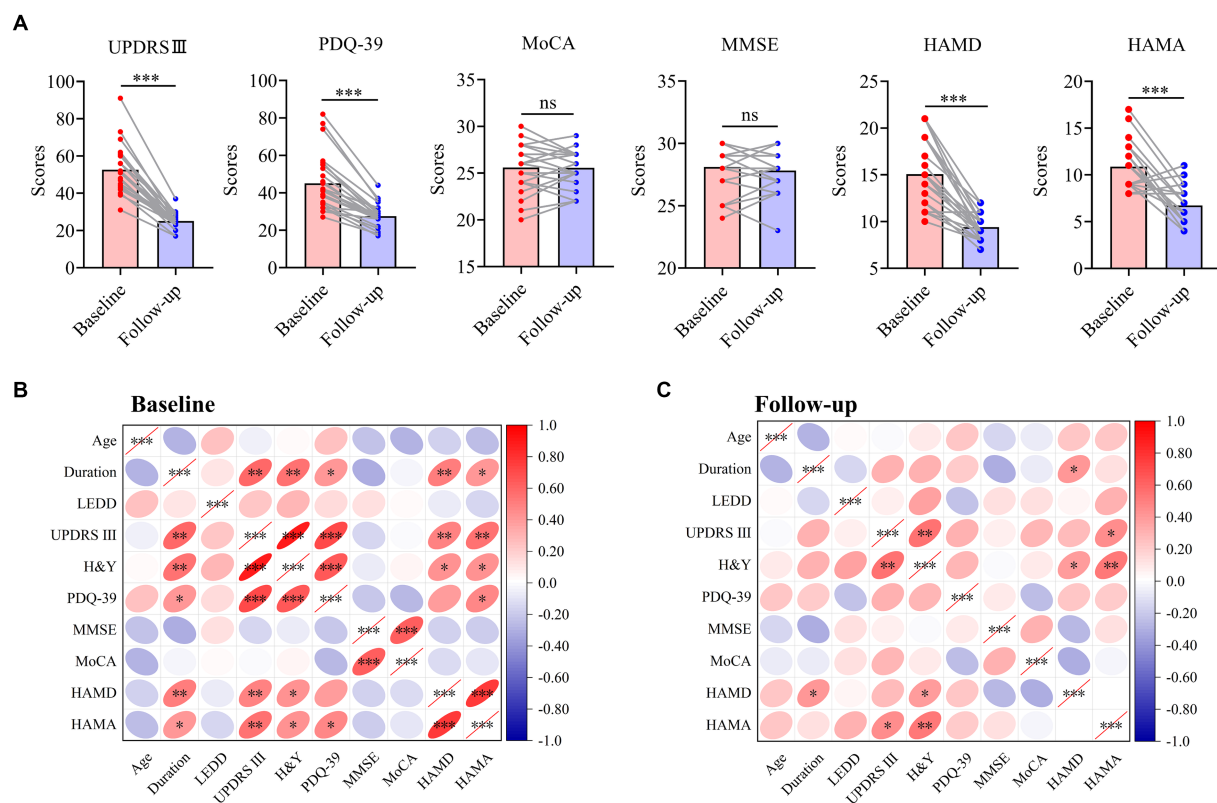 A
UPDRSⅢ
PDQ-39
MoCA
MMSE
HAMD
HAMA
*** *** ns ns *** ***
Scores Scores Scores Scores Scores Scores
100 80 60 40 20 0
100 80 60 40 20 0
35 30 25 20 15
35 30 25 20
25 20 15 10 5
20 15 10 5 0
Baseline Follow-up
Baseline Follow-up
Baseline Follow-up
Baseline Follow-up
Baseline Follow-up
Baseline Follow-up
B
Baseline
Age ***
Duration *** ** ** * ** *
LEDD ***
UPDRS III ** *** *** *** ** **
H&Y ** *** *** *** * *
PDQ-39 * *** *** *** *
MMSE *** ***
MoCA *** ***
HAMD ** ** * *** ***
HAMA * ** * * *** ***
Age Duration LEDD UPDRS III H&Y PDQ-39 MMSE MoCA HAMD HAMA
1.0
0.80
0.60
0.40
0.20
0.0
-0.20
-0.40
-0.60
-0.80
-1.0
C
Follow-up
Age ***
Duration *** *
LEDD ***
UPDRS III *** ** *
H&Y ** *** * **
PDQ-39 ***
MMSE ***
MoCA ***
HAMD * * ***
HAMA * ** ***
Age Duration LEDD UPDRS III H&Y PDQ-39 MMSE MoCA HAMD HAMA
1.0
0.80
0.60
0.40
0.20
0.0
-0.20
-0.40
-0.60
-0.80
-1.0